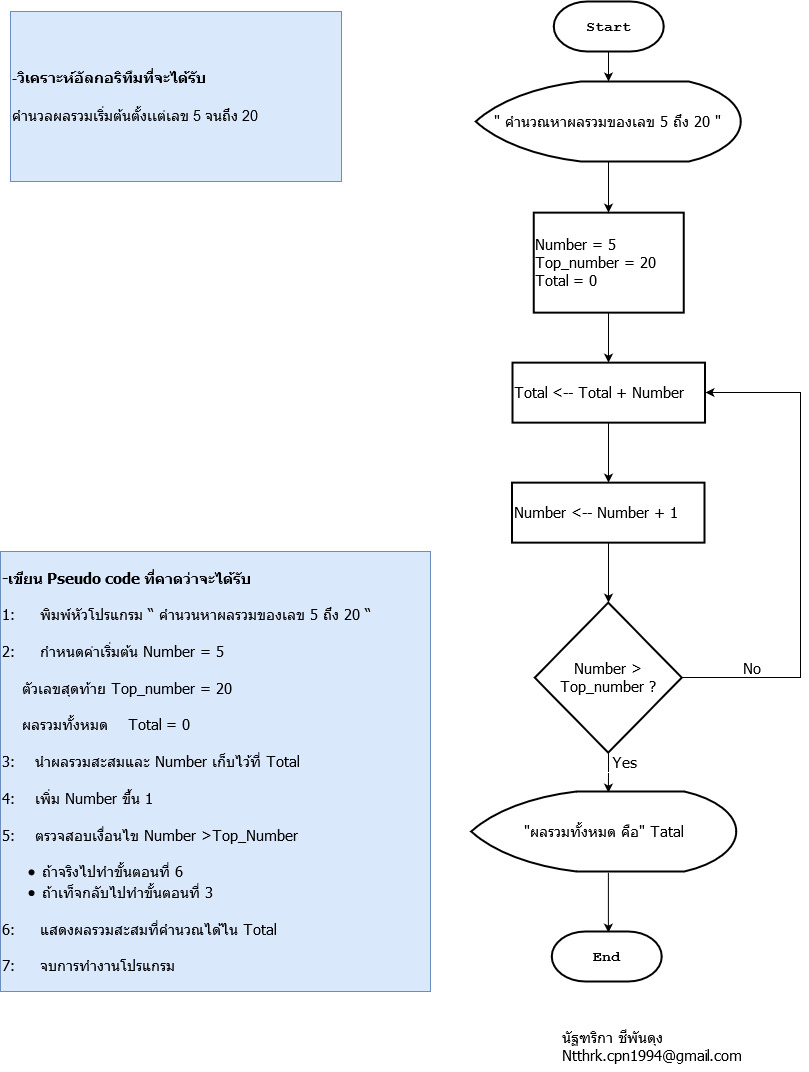 -วิเคราะห์อัลกอริทึมที่จะได้รับ
คำนวลผลรวมเริ่มต้นตั้งแต่เลข 5 จนถึง 20
-เขียน Pseudo code ที่คาดว่าจะได้รับ
1: พิมพ์หัวโปรแกรม “ คำนวนหาผลรวมของเลข 5 ถึง 20 “
2: กำหนดค่าเริ่มต้น Number = 5
ตัวเลขสุดท้าย Top_number = 20
ผลรวมทั้งหมด Total = 0
3: นำผลรวมสะสมและ Number เก็บไว้ที่ Total
4: เพิ่ม Number ขึ้น 1
5: ตรวจสอบเงื่อนไข Number >Top_Number
• ถ้าจริงไปทำขั้นตอนที่ 6
• ถ้าเท็จกลับไปทำขั้นตอนที่ 3
6: แสดงผลรวมสะสมที่คำนวณได้ใน Total
7: จบการทำงานโปรแกรม
Start
" คำนวณหาผลรวมของเลข 5 ถึง 20 "
Number = 5
Top_number = 20
Total = 0
Total <-- Total + Number
Number <-- Number + 1
Number >
Top_number ?
No
Yes
"ผลรวมทั้งหมด คือ" Tatal
End
นัฐฑริกา ชีพันดุง
Ntthrk.cpn1994@gmail.com